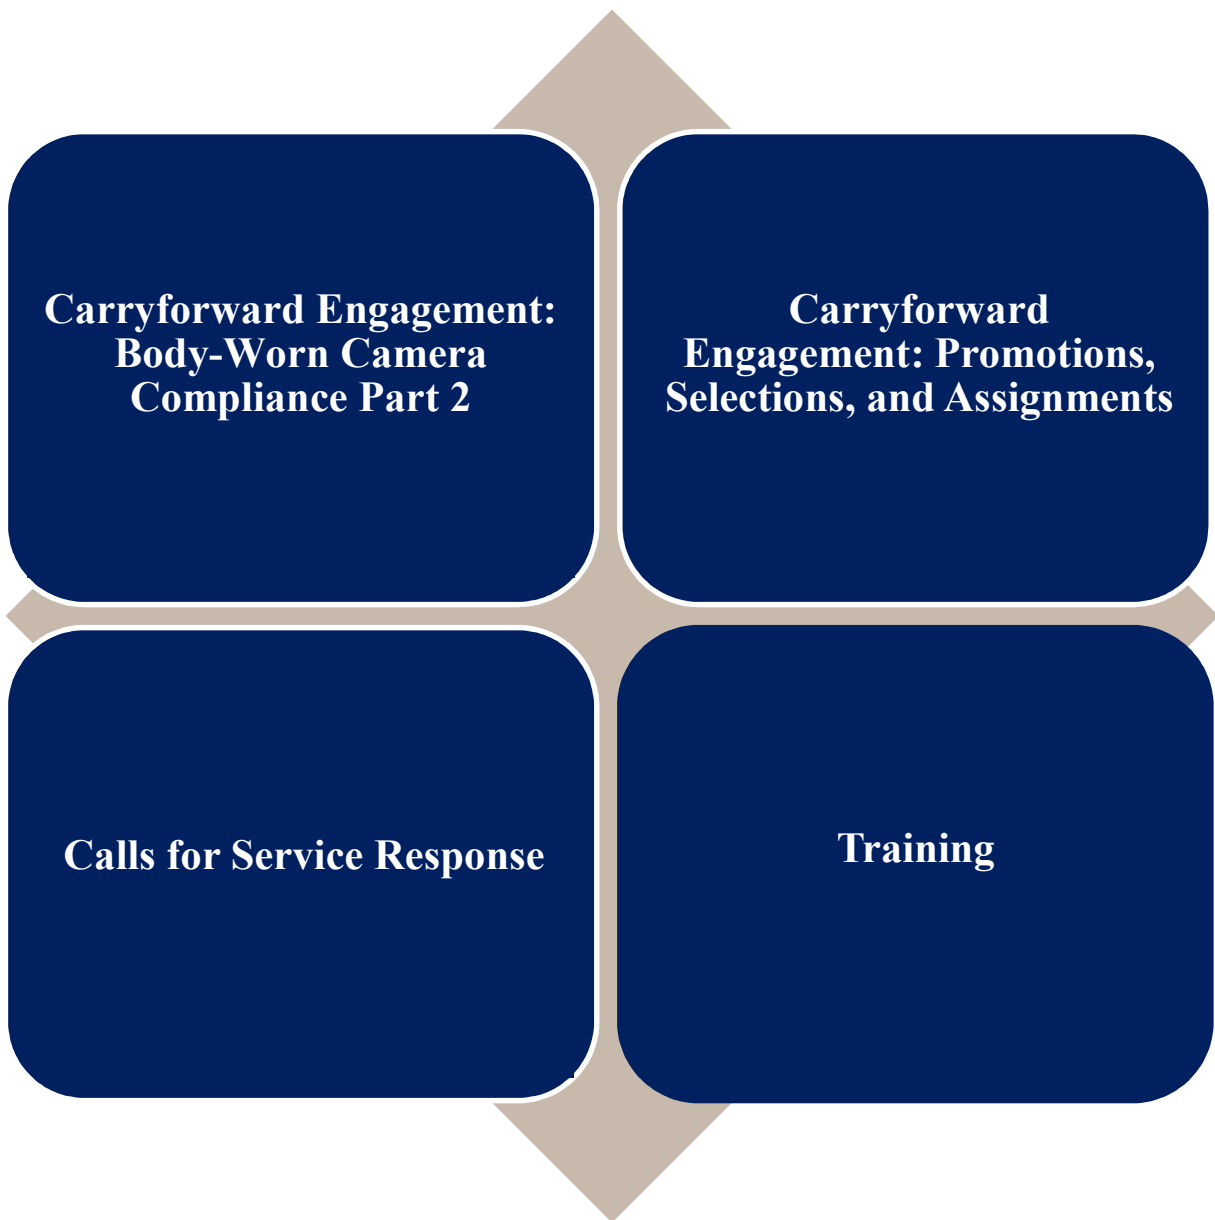 Carryforward Engagement:
Body-Worn Camera
Compliance Part 2
Carryforward
Engagement: Promotions,
Selections, and Assignments
Calls for Service Response
Training